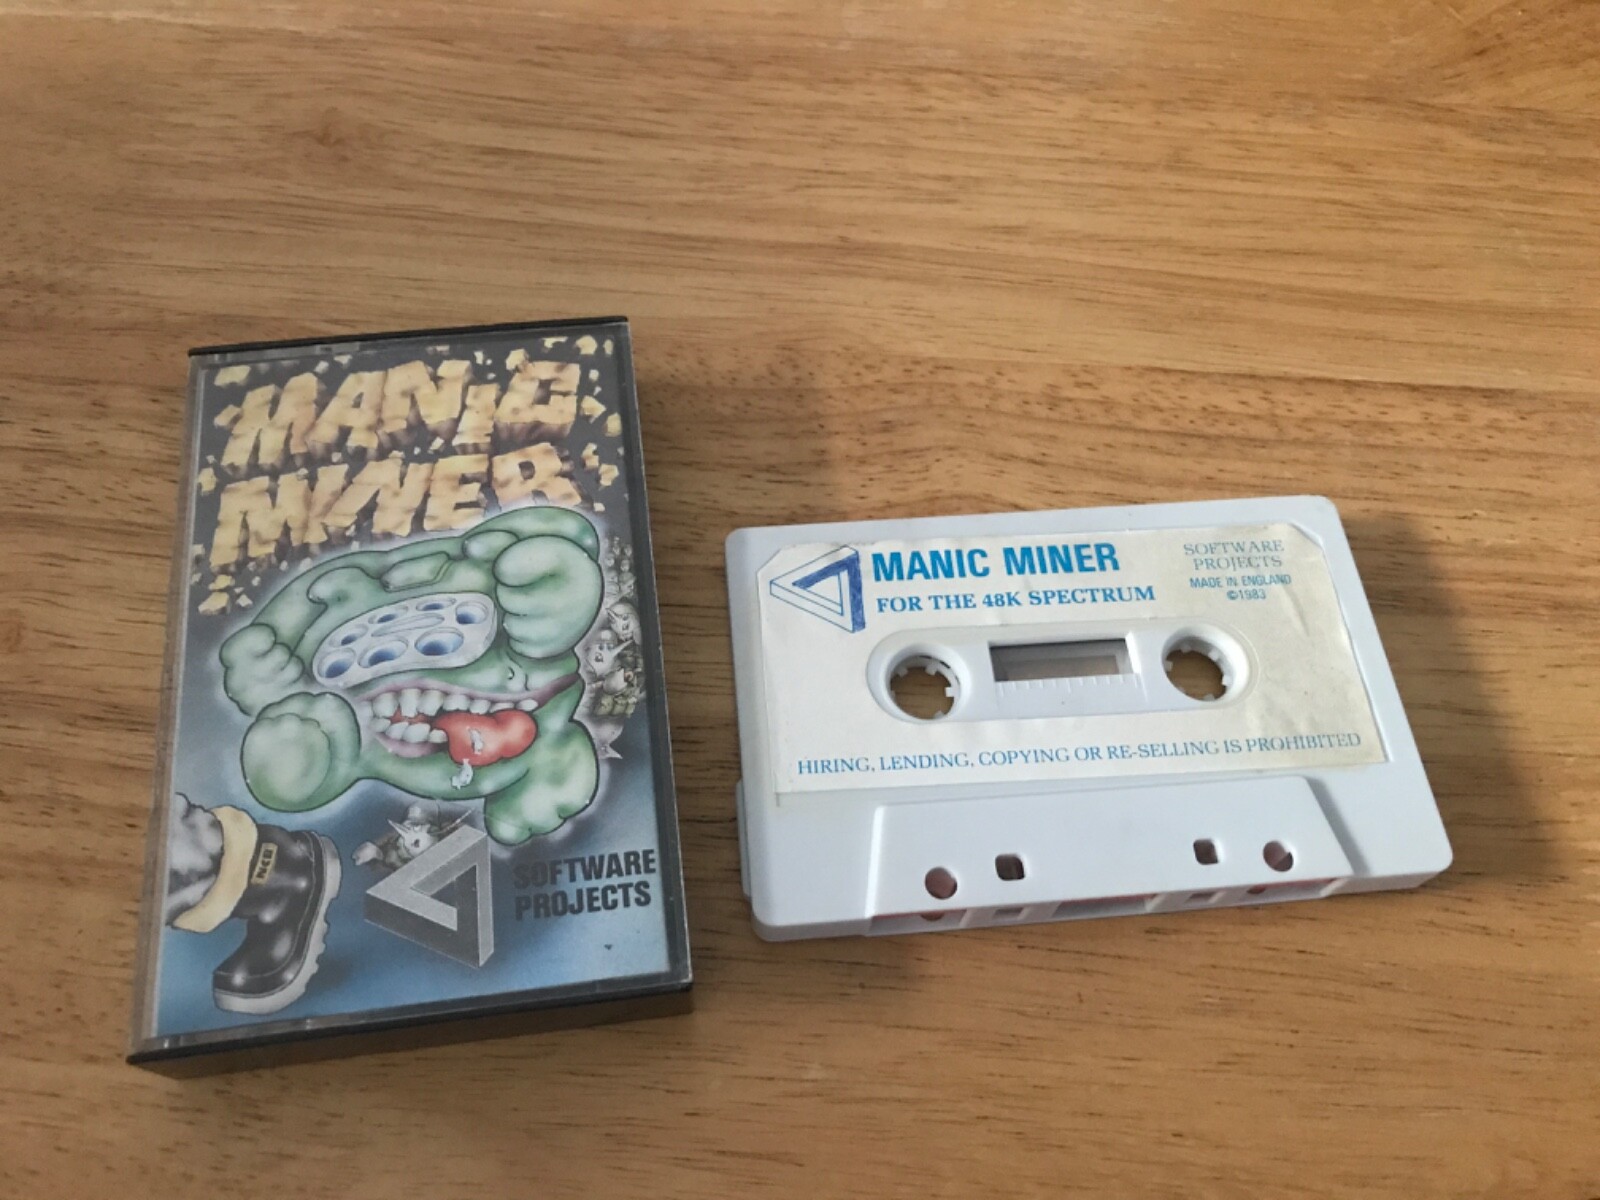 MANIC
MINER
SOFTWARE
PROJECTS
MANIC MINER
FOR THE 48K SPECTRUM
SOFTWARE
PROJECTS
MADE IN ENGLAND
©1983
HIRING, LENDING, COPYING OR RE-SELLING IS PROHIBITED